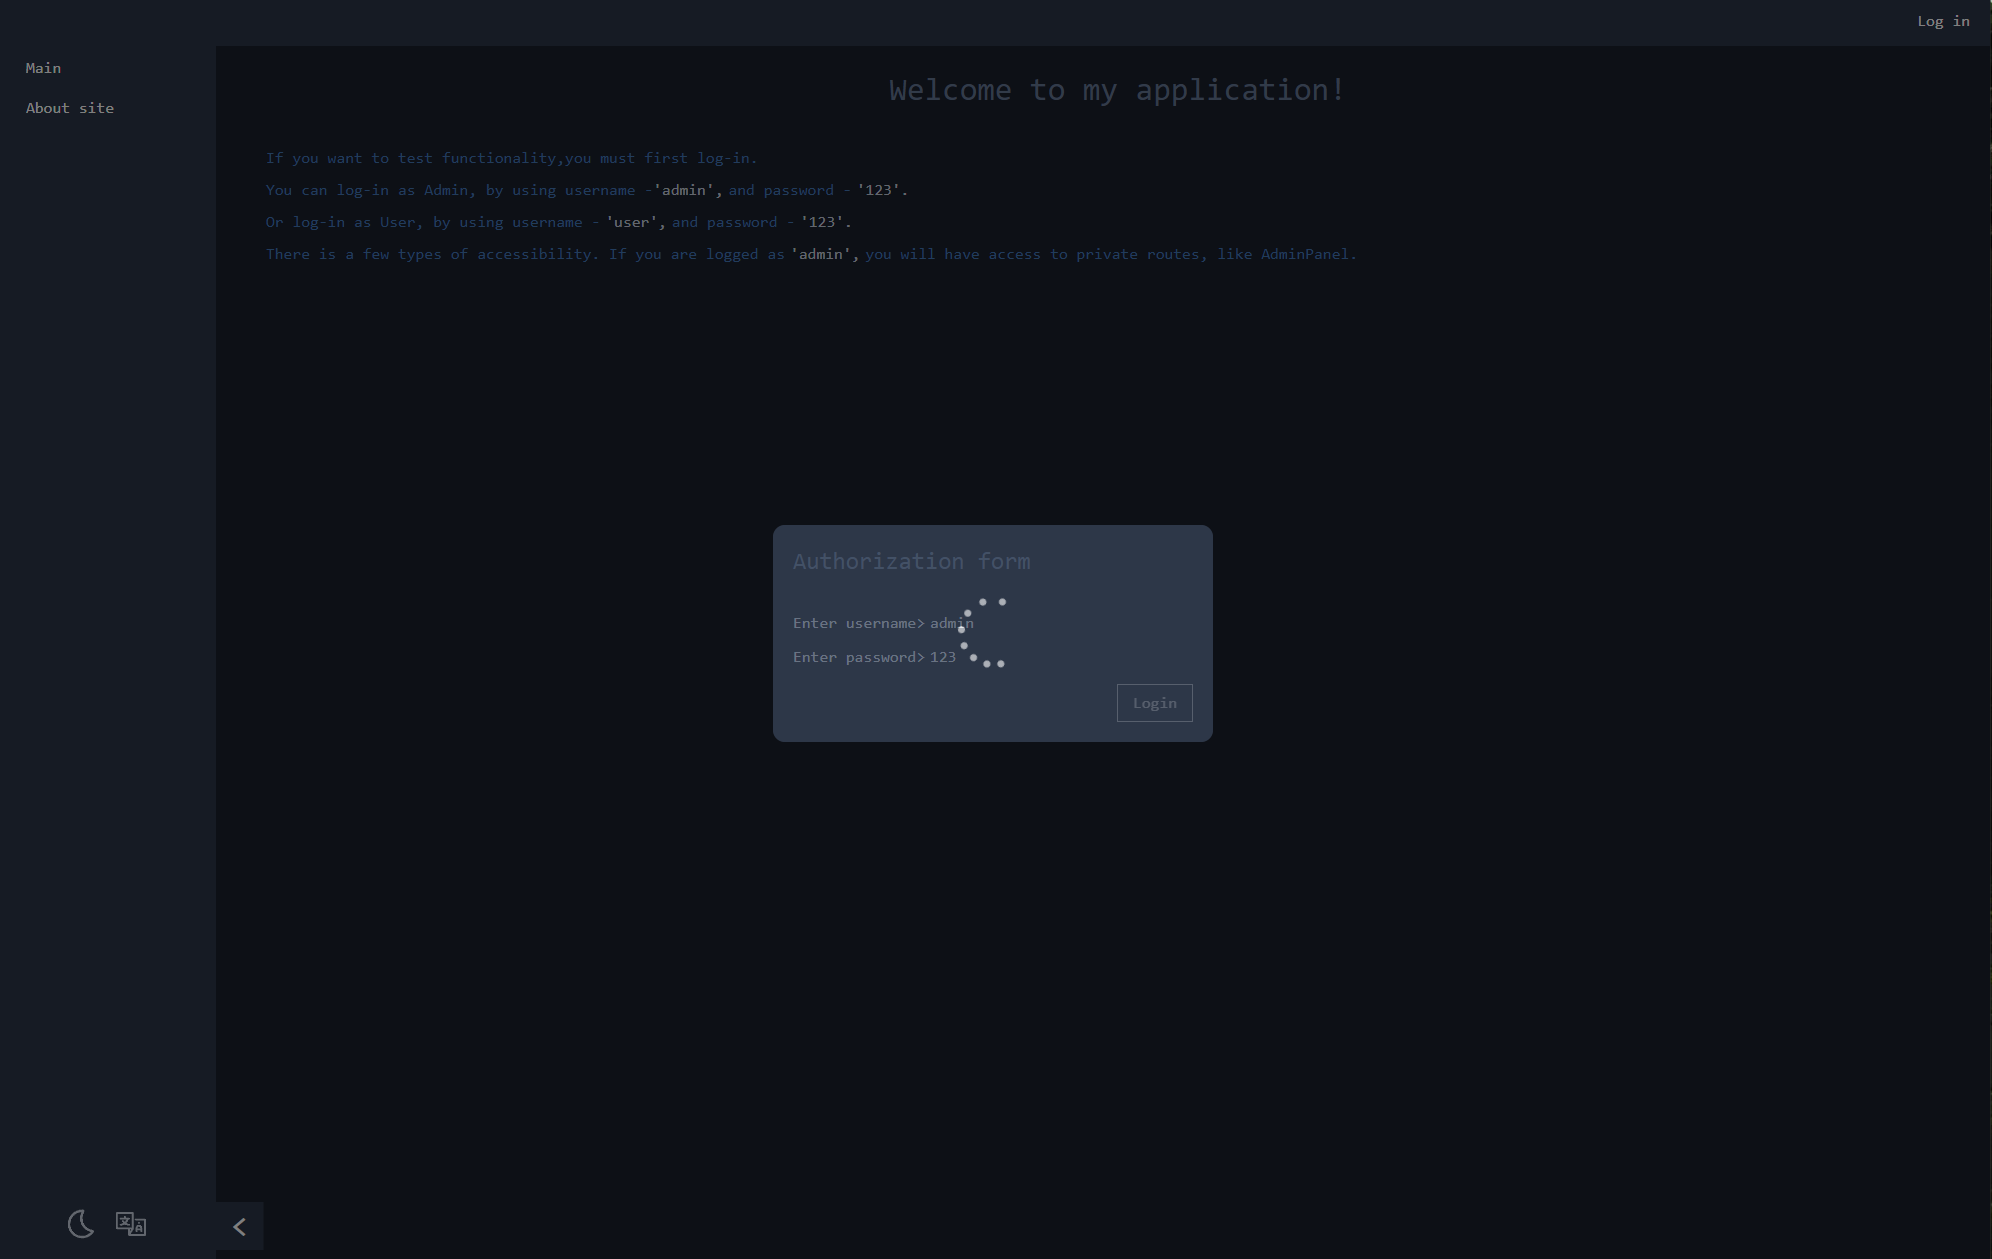 Log in
Main
About site
Welcome to my application!
If you want to test functionality,you must first log-in.
You can log-in as Admin, by using username -'admin', and password - '123'.
Or log-in as User, by using username - 'user', and password - '123'.
There is a few types of accessibility. If you are logged as 'admin', you will have access to private routes, like AdminPanel.
Authorization form
Enter username> admin
Enter password> 123
Login
文A